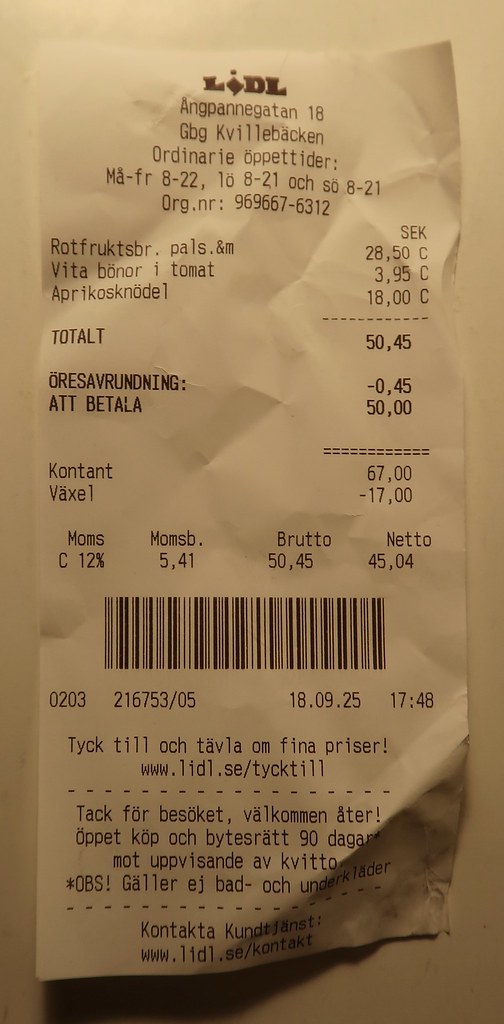 LiDL
Ångpannegatan 18
Gbg Kvillebäcken
Ordinarie öppettider:
Må-fr 8-22, lö 8-21 och sö 8-21
Org.nr: 969667-6312
SEK
Rotfruktsbr. pals.&m 28,50 C
Vita bönor i tomat 3,95 C
Aprikosknödel 18,00 C
------------
TOTALT 50,45
ÖRESAVRUNDNING: -0,45
ATT BETALA 50,00
============
Kontant 67,00
Växel -17,00
Moms Momsb. Brutto Netto
C 12% 5,41 50,45 45,04
0203 216753/05 18.09.25 17:48
Tyck till och tävla om fina priser!
www.lidl.se/tycktill
- - - - - - - - - - - - - - - - - -
Tack för besöket, välkommen åter!
öppet köp och bytesrätt 90 dagar*
mot uppvisande av kvitto.
*OBS! Gäller ej bad- och underkläder
- - - - - - - - - - - - - - - - - -
Kontakta Kundtjänst:
www.lidl.se/kontakt